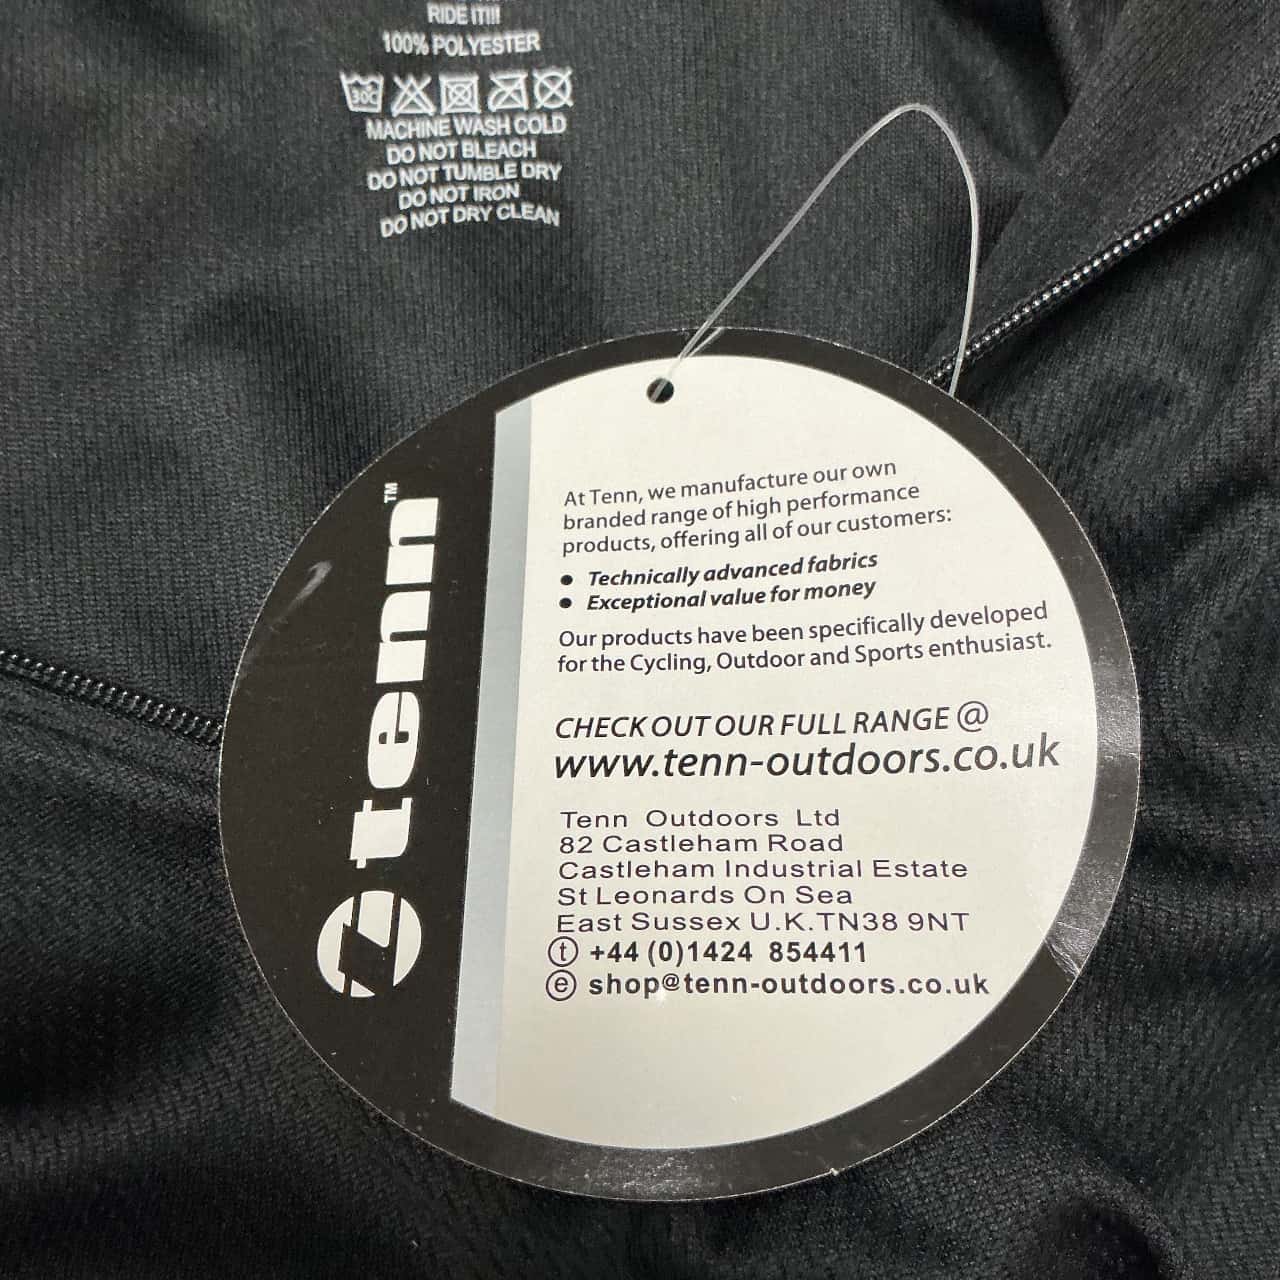 RIDE IT!!!
100% POLYESTER
30C
MACHINE WASH COLD
DO NOT BLEACH
DO NOT TUMBLE DRY
DO NOT IRON
DO NOT DRY CLEAN
tenn™
At Tenn, we manufacture our own
branded range of high performance
products, offering all of our customers:
• Technically advanced fabrics
• Exceptional value for money
Our products have been specifically developed
for the Cycling, Outdoor and Sports enthusiast.
CHECK OUT OUR FULL RANGE @
www.tenn-outdoors.co.uk
Tenn Outdoors Ltd
82 Castleham Road
Castleham Industrial Estate
St Leonards On Sea
East Sussex U.K.TN38 9NT
t +44 (0)1424 854411
e shop@tenn-outdoors.co.uk